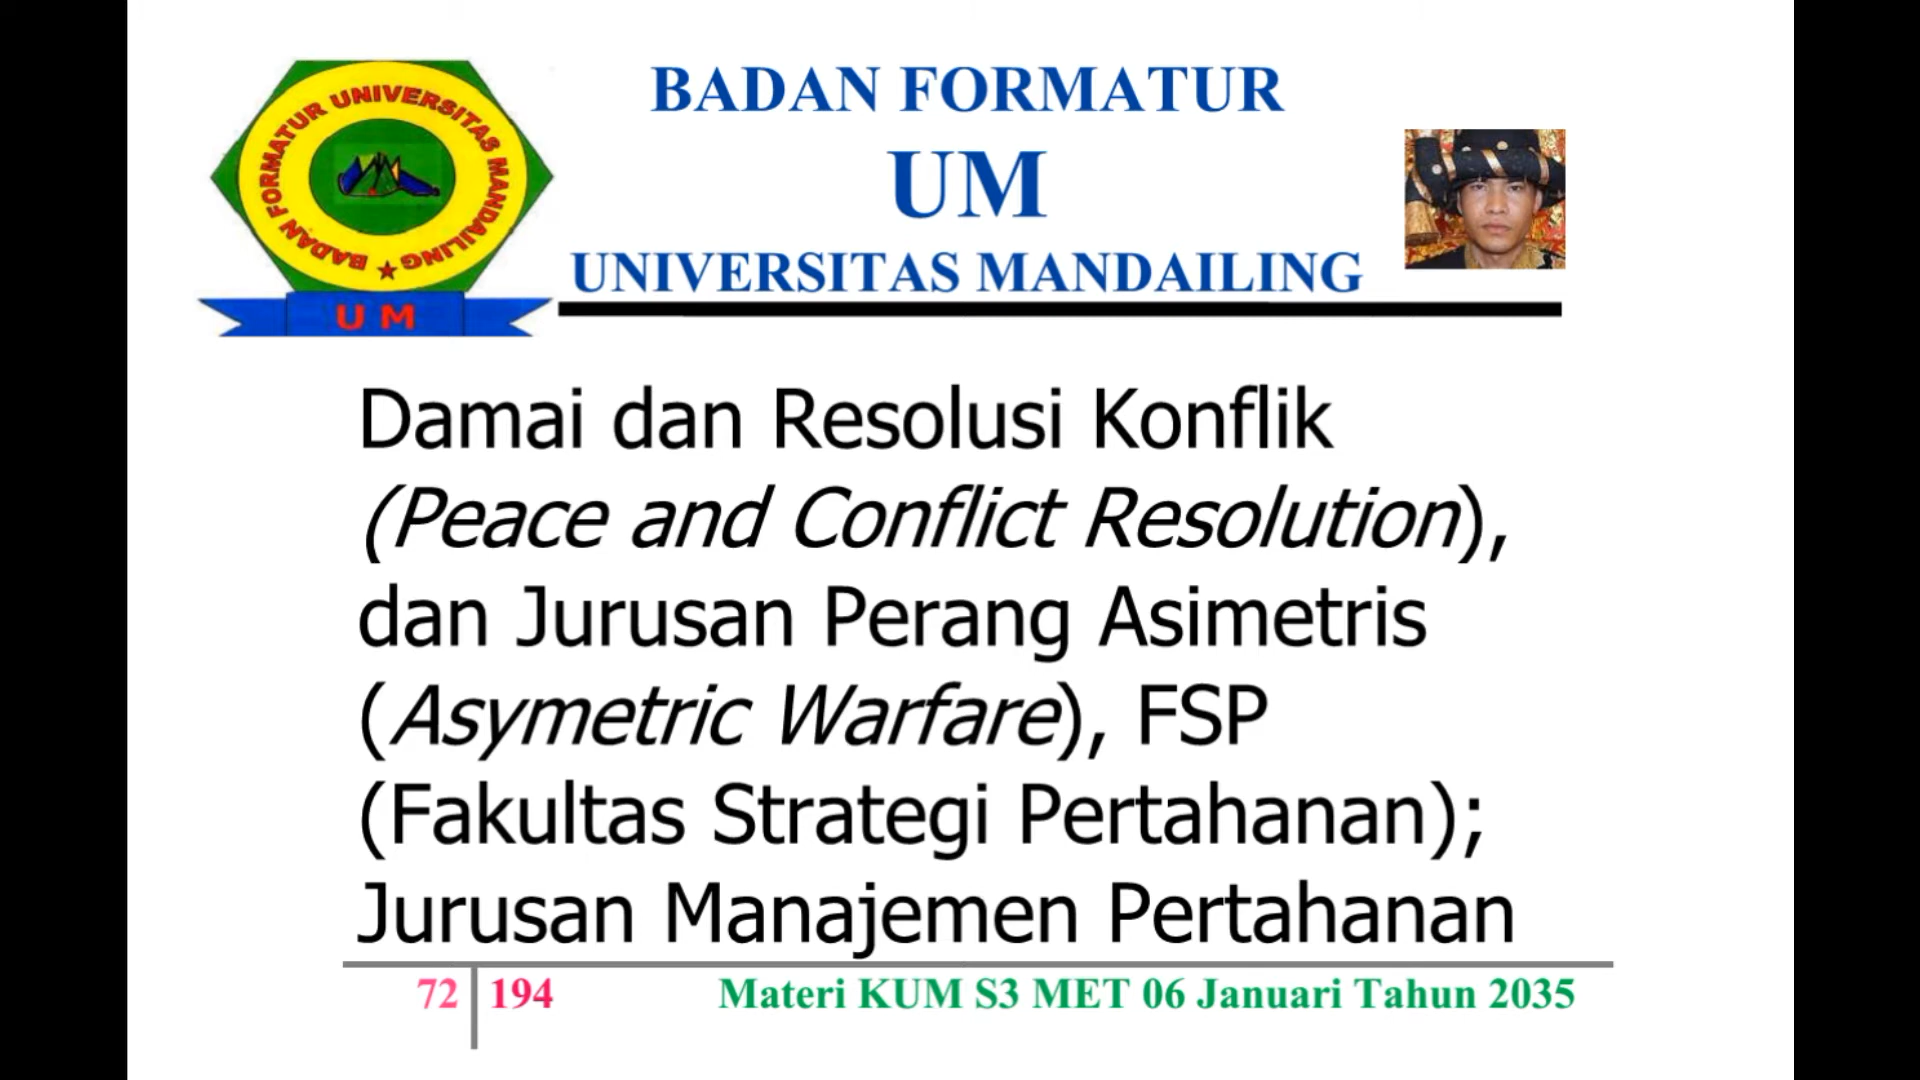 BADAN FORMATUR UNIVERSITAS MANDAILING
U M
BADAN FORMATUR
UM
UNIVERSITAS MANDAILING
Damai dan Resolusi Konflik
(Peace and Conflict Resolution),
dan Jurusan Perang Asimetris
(Asymetric Warfare), FSP
(Fakultas Strategi Pertahanan);
Jurusan Manajemen Pertahanan
72 194 Materi KUM S3 MET 06 Januari Tahun 2035